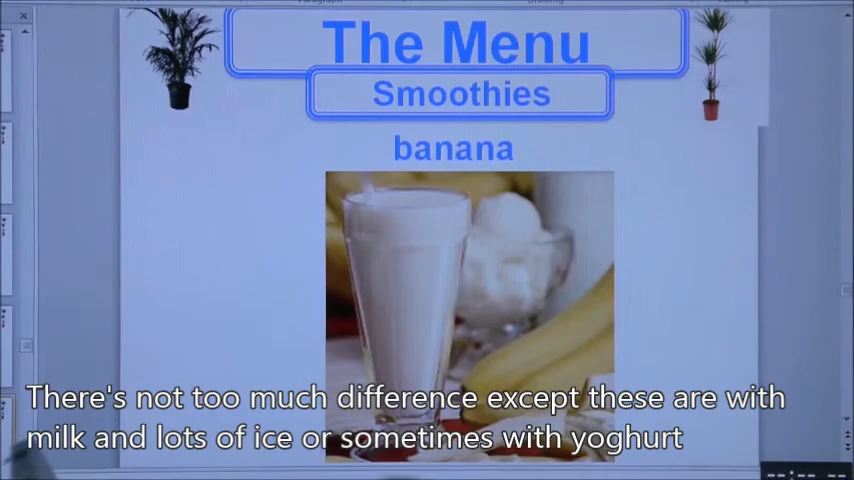 The Menu
Smoothies
banana
There's not too much difference except these are with
milk and lots of ice or sometimes with yoghurt